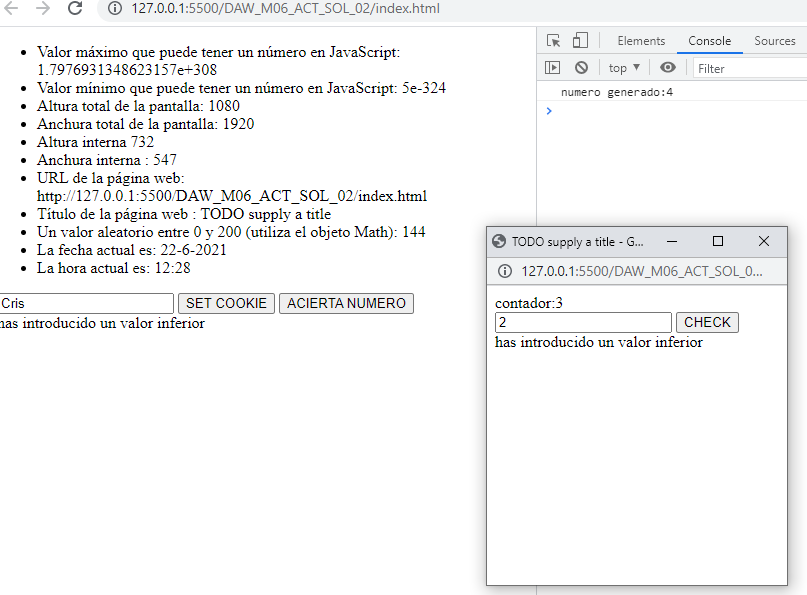 127.0.0.1:5500/DAW_M06_ACT_SOL_02/index.html
Valor máximo que puede tener un número en JavaScript:
1.7976931348623157e+308
Valor mínimo que puede tener un número en JavaScript: 5e-324
Altura total de la pantalla: 1080
Anchura total de la pantalla: 1920
Altura interna 732
Anchura interna : 547
URL de la página web:
http://127.0.0.1:5500/DAW_M06_ACT_SOL_02/index.html
Título de la página web : TODO supply a title
Un valor aleatorio entre 0 y 200 (utiliza el objeto Math): 144
La fecha actual es: 22-6-2021
La hora actual es: 12:28
Cris SET COOKIE ACIERTA NUMERO
has introducido un valor inferior
Elements Console Sources
top Filter
numero generado:4
TODO supply a title - G...
127.0.0.1:5500/DAW_M06_ACT_SOL_0...
contador:3
2 CHECK
has introducido un valor inferior